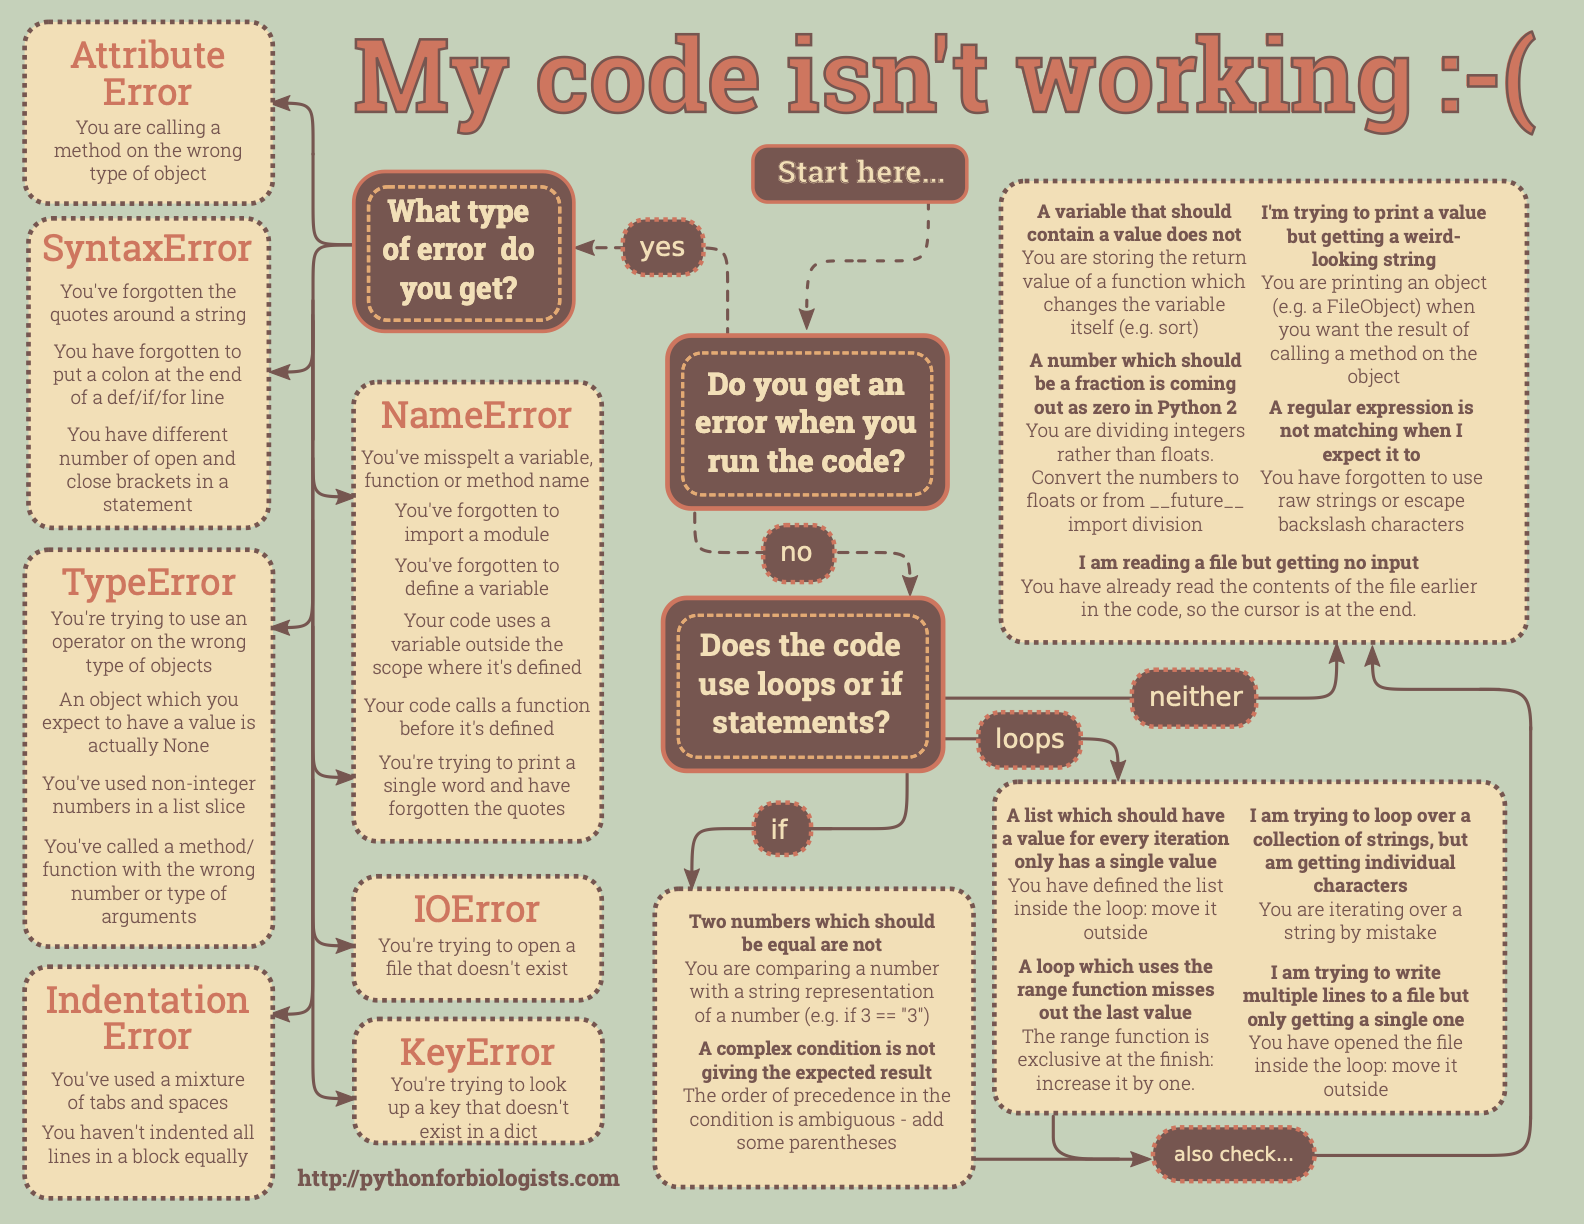 My code isn't working :-(
Start here...
Do you get an
error when you
run the code?
yes
What type
of error do
you get?
Attribute
Error
You are calling a
method on the wrong
type of object
SyntaxError
You've forgotten the
quotes around a string
You have forgotten to
put a colon at the end
of a def/if/for line
You have different
number of open and
close brackets in a
statement
TypeError
You're trying to use an
operator on the wrong
type of objects
An object which you
expect to have a value is
actually None
You've used non-integer
numbers in a list slice
You've called a method/
function with the wrong
number or type of
arguments
Indentation
Error
You've used a mixture
of tabs and spaces
You haven't indented all
lines in a block equally
NameError
You've misspelt a variable,
function or method name
You've forgotten to
import a module
You've forgotten to
define a variable
Your code uses a
variable outside the
scope where it's defined
Your code calls a function
before it's defined
You're trying to print a
single word and have
forgotten the quotes
IOError
You're trying to open a
file that doesn't exist
KeyError
You're trying to look
up a key that doesn't
exist in a dict
no
Does the code
use loops or if
statements?
neither
loops
if
A variable that should
contain a value does not
You are storing the return
value of a function which
changes the variable
itself (e.g. sort)
A number which should
be a fraction is coming
out as zero in Python 2
You are dividing integers
rather than floats.
Convert the numbers to
floats or from __future__
import division
I'm trying to print a value
but getting a weird-
looking string
You are printing an object
(e.g. a FileObject) when
you want the result of
calling a method on the
object
A regular expression is
not matching when I
expect it to
You have forgotten to use
raw strings or escape
backslash characters
I am reading a file but getting no input
You have already read the contents of the file earlier
in the code, so the cursor is at the end.
Two numbers which should
be equal are not
You are comparing a number
with a string representation
of a number (e.g. if 3 == "3")
A complex condition is not
giving the expected result
The order of precedence in the
condition is ambiguous - add
some parentheses
A list which should have
a value for every iteration
only has a single value
You have defined the list
inside the loop: move it
outside
A loop which uses the
range function misses
out the last value
The range function is
exclusive at the finish:
increase it by one.
I am trying to loop over a
collection of strings, but
am getting individual
characters
You are iterating over a
string by mistake
I am trying to write
multiple lines to a file but
only getting a single one
You have opened the file
inside the loop: move it
outside
also check...
http://pythonforbiologists.com